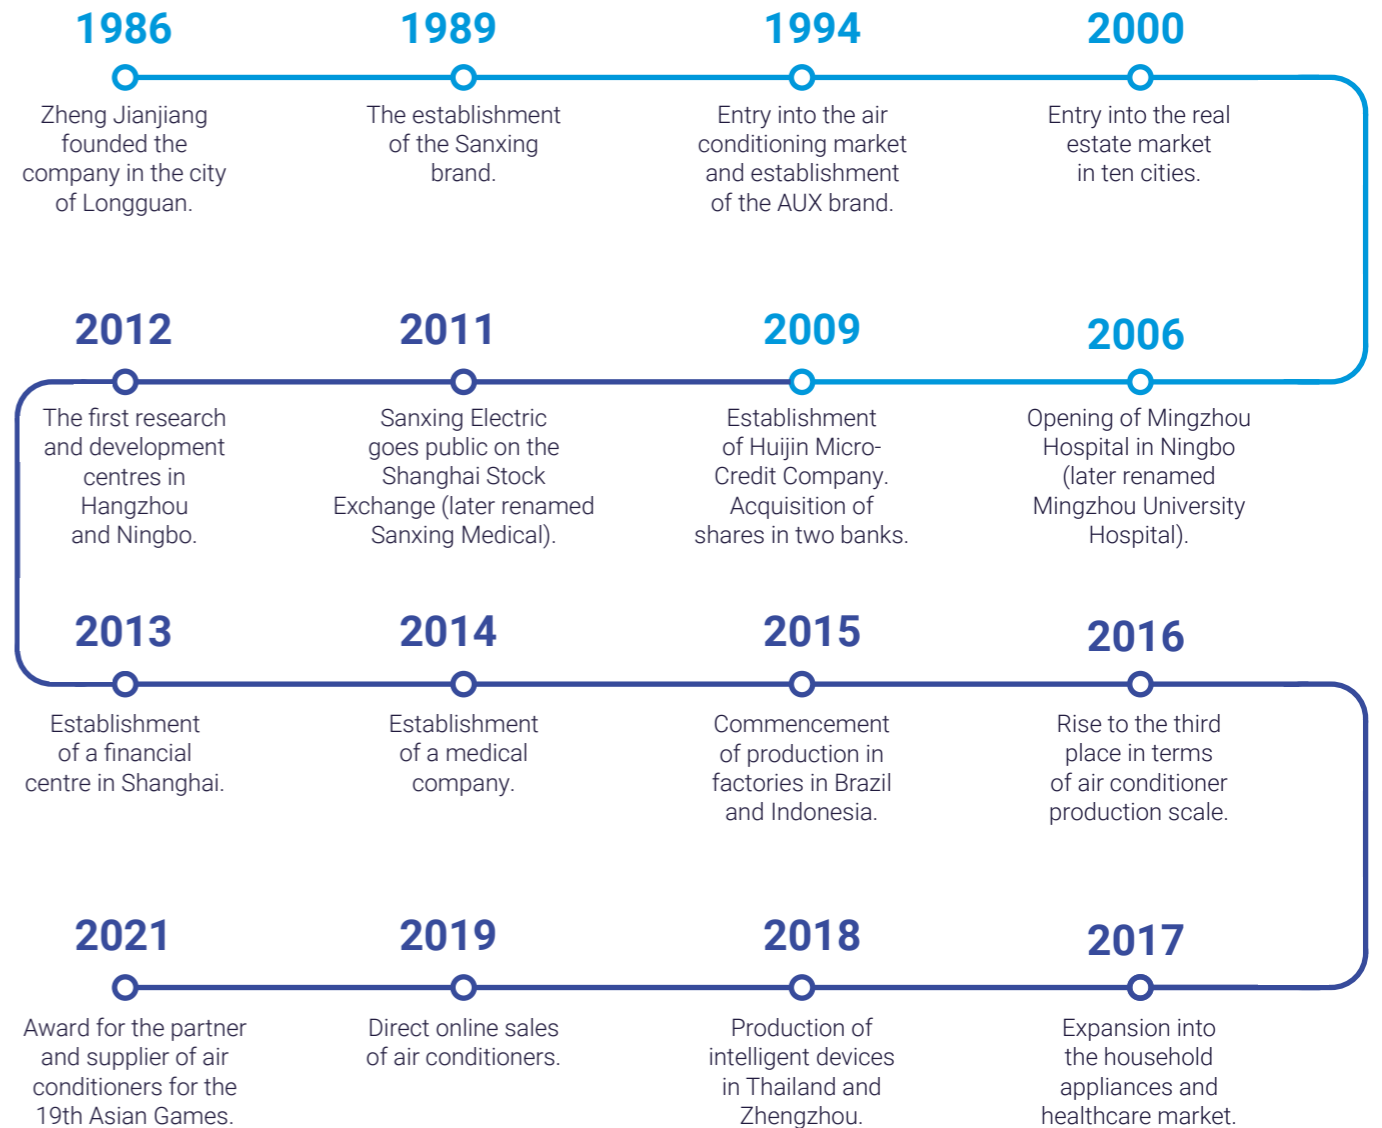 1986
Zheng Jianjiang
founded the
company in the city
of Longguan.
1989
The establishment
of the Sanxing
brand.
1994
Entry into the air
conditioning market
and establishment
of the AUX brand.
2000
Entry into the real
estate market
in ten cities.
2006
Opening of Mingzhou
Hospital in Ningbo
(later renamed
Mingzhou University
Hospital).
2009
Establishment
of Huijin Micro-
Credit Company.
Acquisition of
shares in two banks.
2011
Sanxing Electric
goes public on the
Shanghai Stock
Exchange (later renamed
Sanxing Medical).
2012
The first research
and development
centres in
Hangzhou
and Ningbo.
2013
Establishment
of a financial
centre in Shanghai.
2014
Establishment
of a medical
company.
2015
Commencement
of production in
factories in Brazil
and Indonesia.
2016
Rise to the third
place in terms
of air conditioner
production scale.
2017
Expansion into
the household
appliances and
healthcare market.
2018
Production of
intelligent devices
in Thailand and
Zhengzhou.
2019
Direct online sales
of air conditioners.
2021
Award for the partner
and supplier of air
conditioners for the
19th Asian Games.